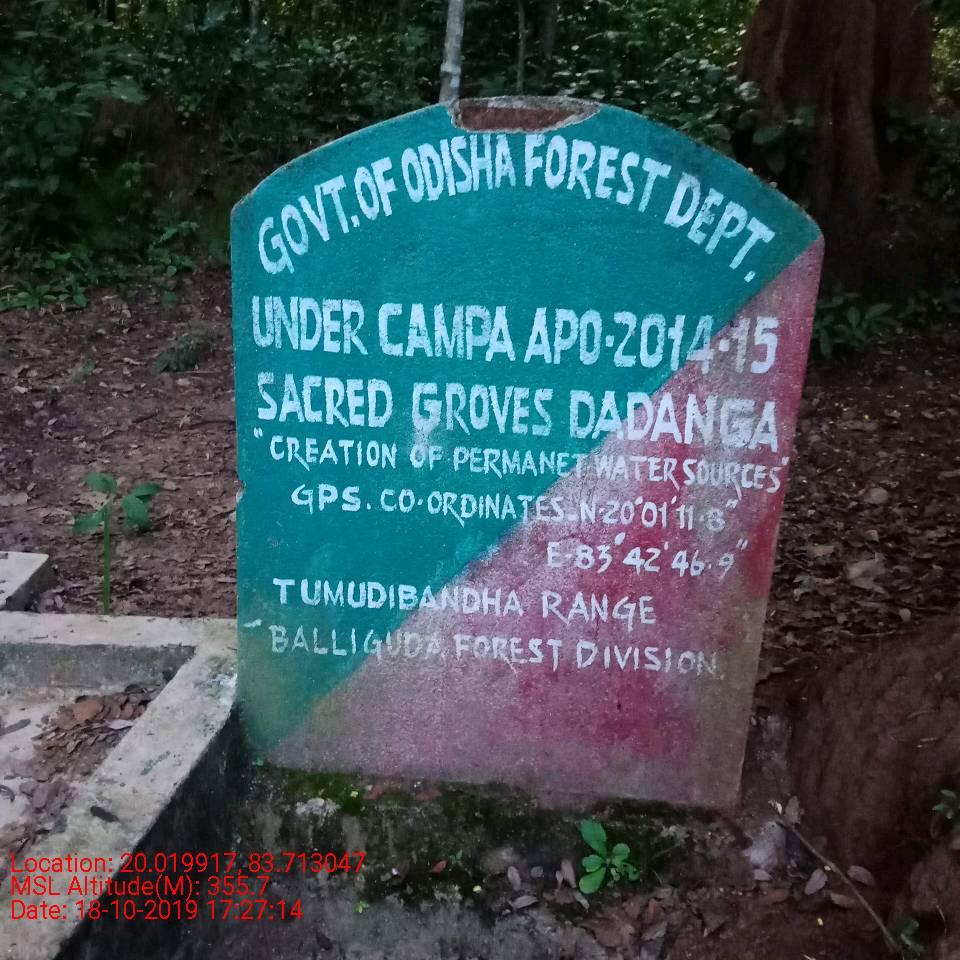 GOVT. OF ODISHA FOREST DEPT.
UNDER CAMPA APO-2014-15
SACRED GROVES DADANGA
"CREATION OF PERMANET WATER SOURCES"
GPS. CO-ORDINATES-N-20°01'11.8"
E-83°42'46.9"
TUMUDIBANDHA RANGE
BALLIGUDA FOREST DIVISION
Location: 20.019917, 83.713047
MSL Altitude(M): 355.7
Date: 18-10-2019 17:27:14